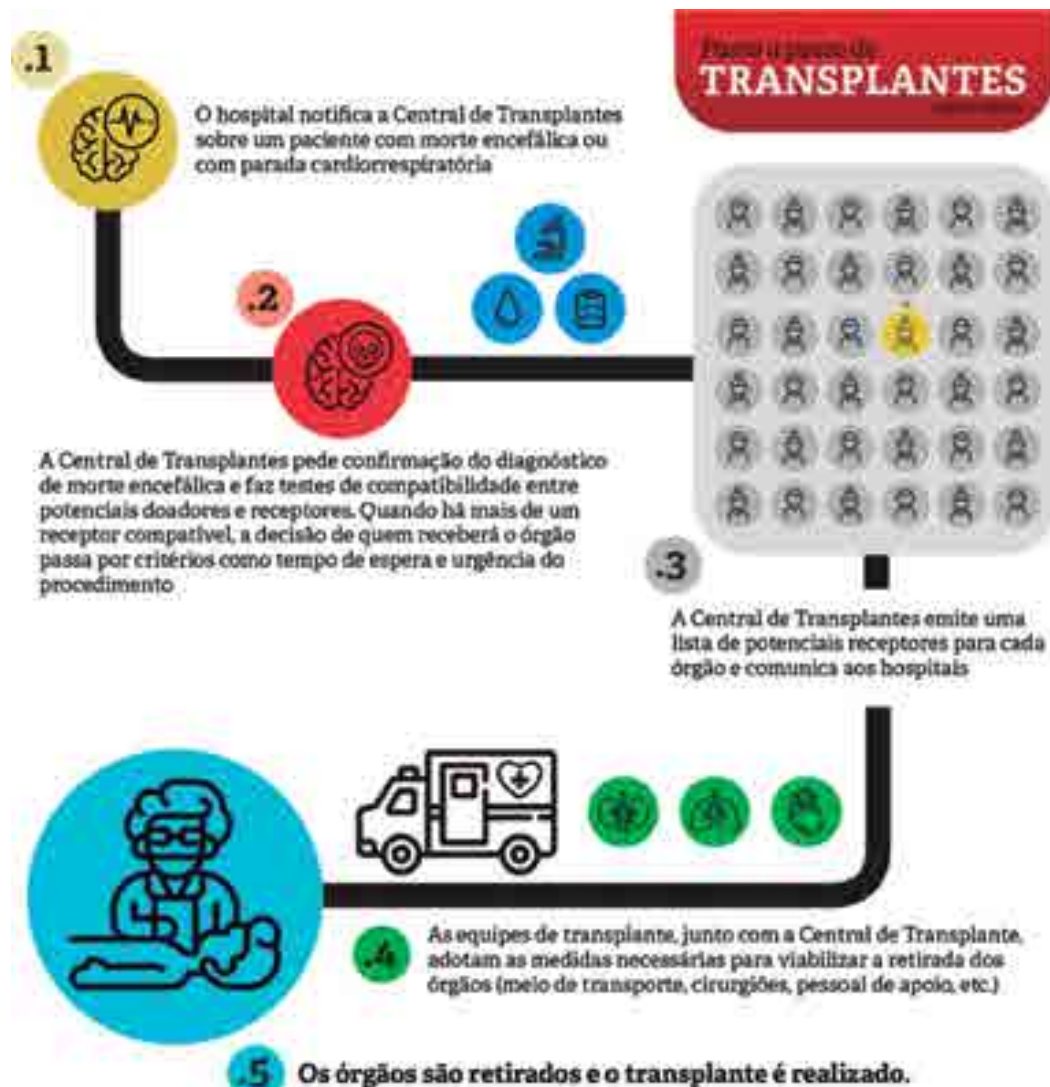 Passo a passo de
TRANSPLANTES
.1
O hospital notifica a Central de Transplantes
sobre um paciente com morte encefálica ou
com parada cardiorrespiratória
.2
A Central de Transplantes pede confirmação do diagnóstico
de morte encefálica e faz testes de compatibilidade entre
potenciais doadores e receptores. Quando há mais de um
receptor compatível, a decisão de quem receberá o órgão
passa por critérios como tempo de espera e urgência do
procedimento
.3
A Central de Transplantes emite uma
lista de potenciais receptores para cada
órgão e comunica aos hospitais
.4
As equipes de transplante, junto com a Central de Transplante,
adotam as medidas necessárias para viabilizar a retirada dos
órgãos (meio de transporte, cirurgiões, pessoal de apoio, etc.)
.5
Os órgãos são retirados e o transplante é realizado.